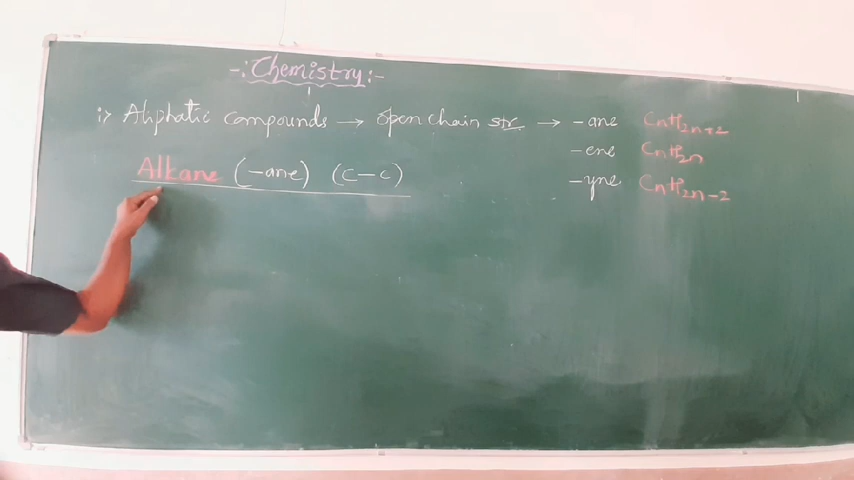 -: Chemistry :-
i> Aliphatic compounds → open chain str → -ane CnH2n+2
-ene CnH2n
-yne CnH2n-2
Alkane (-ane) (C-C)